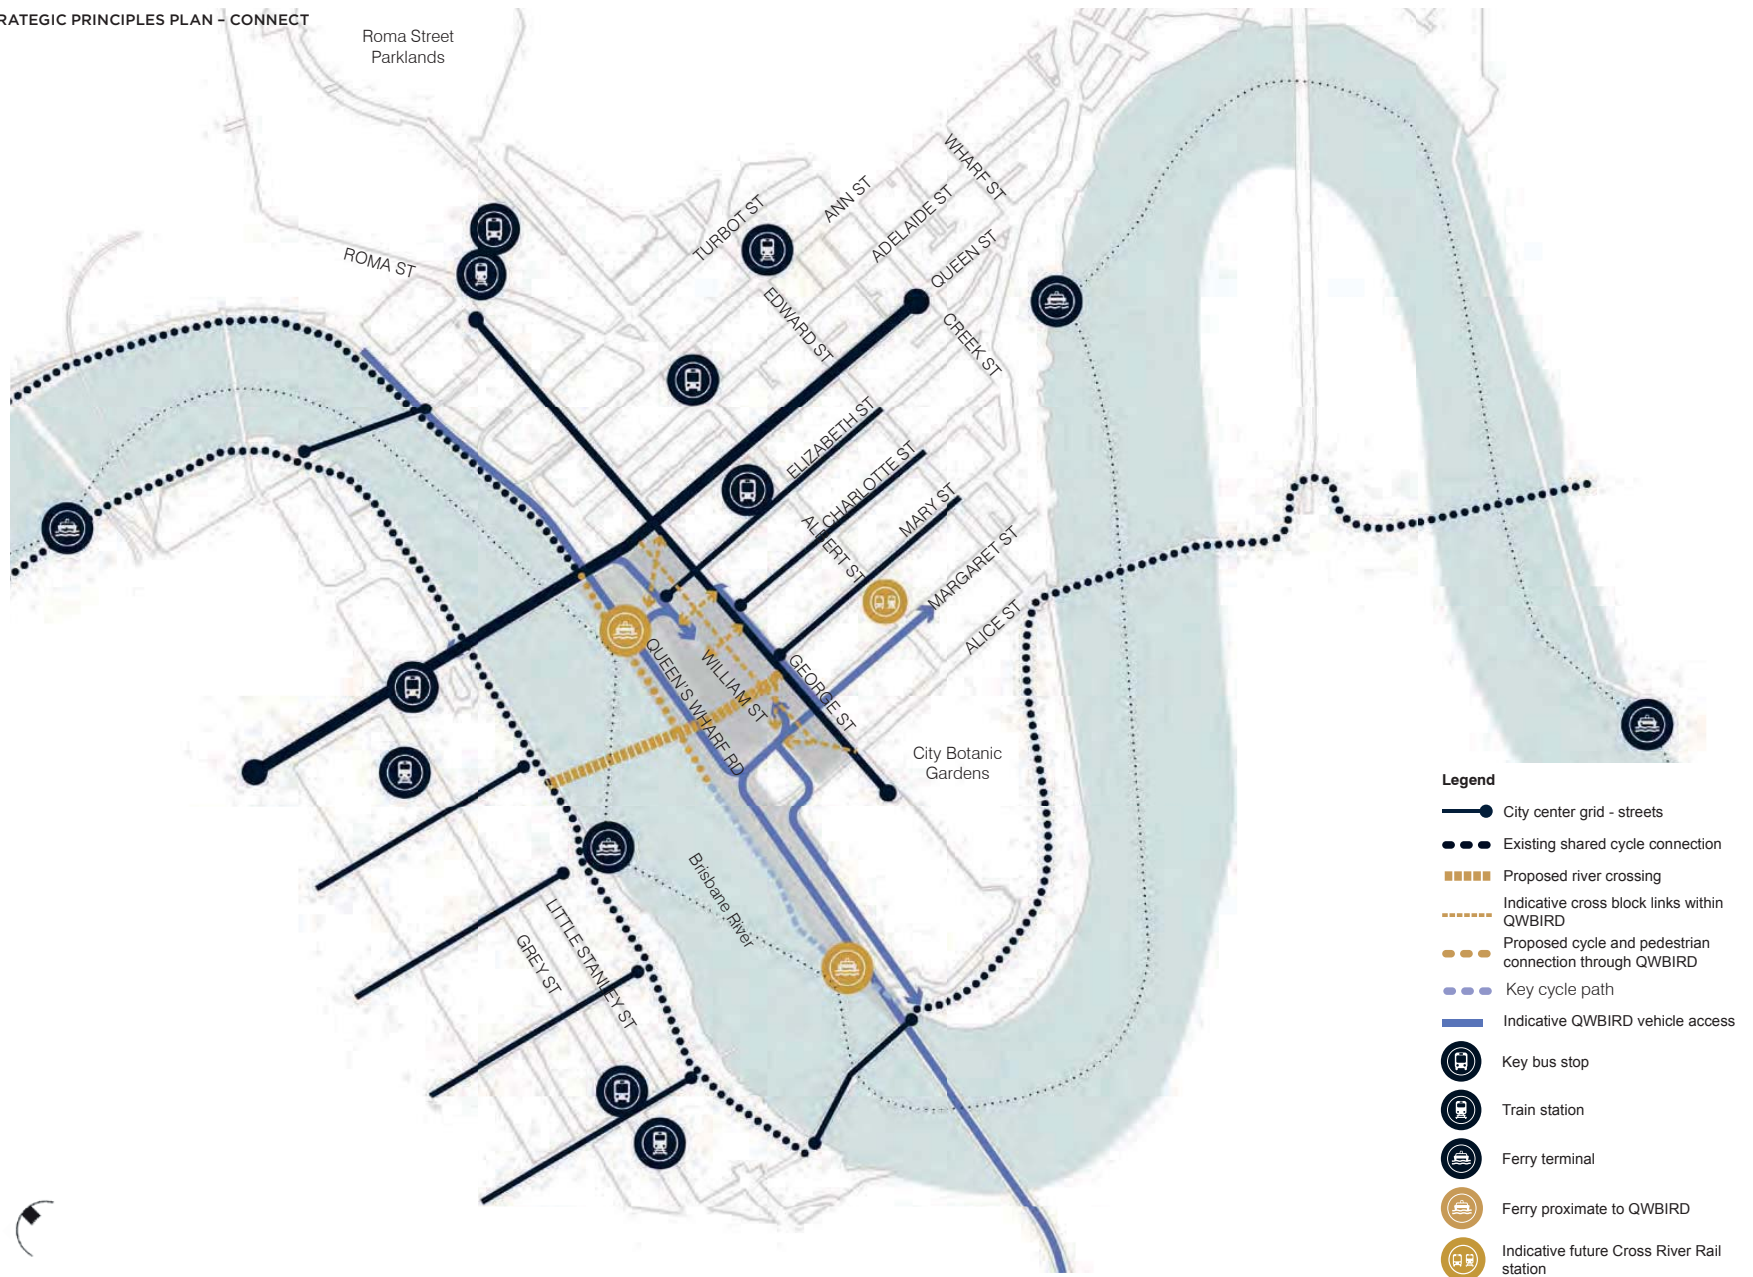 RATEGIC PRINCIPLES PLAN – CONNECT
Roma Street
Parklands
WHARF ST
ANN ST
TURBOT ST
ADELAIDE ST
QUEEN ST
ROMA ST
EDWARD ST
CREEK ST
ELIZABETH ST
CHARLOTTE ST
MARY ST
ALBERT ST
MARGARET ST
ALICE ST
GEORGE ST
WILLIAM ST
QUEEN'S WHARF RD
City Botanic
Gardens
Brisbane River
LITTLE STANLEY ST
GREY ST
Legend
City center grid - streets
Existing shared cycle connection
Proposed river crossing
Indicative cross block links within
QWBIRD
Proposed cycle and pedestrian
connection through QWBIRD
Key cycle path
Indicative QWBIRD vehicle access
Key bus stop
Train station
Ferry terminal
Ferry proximate to QWBIRD
Indicative future Cross River Rail
station